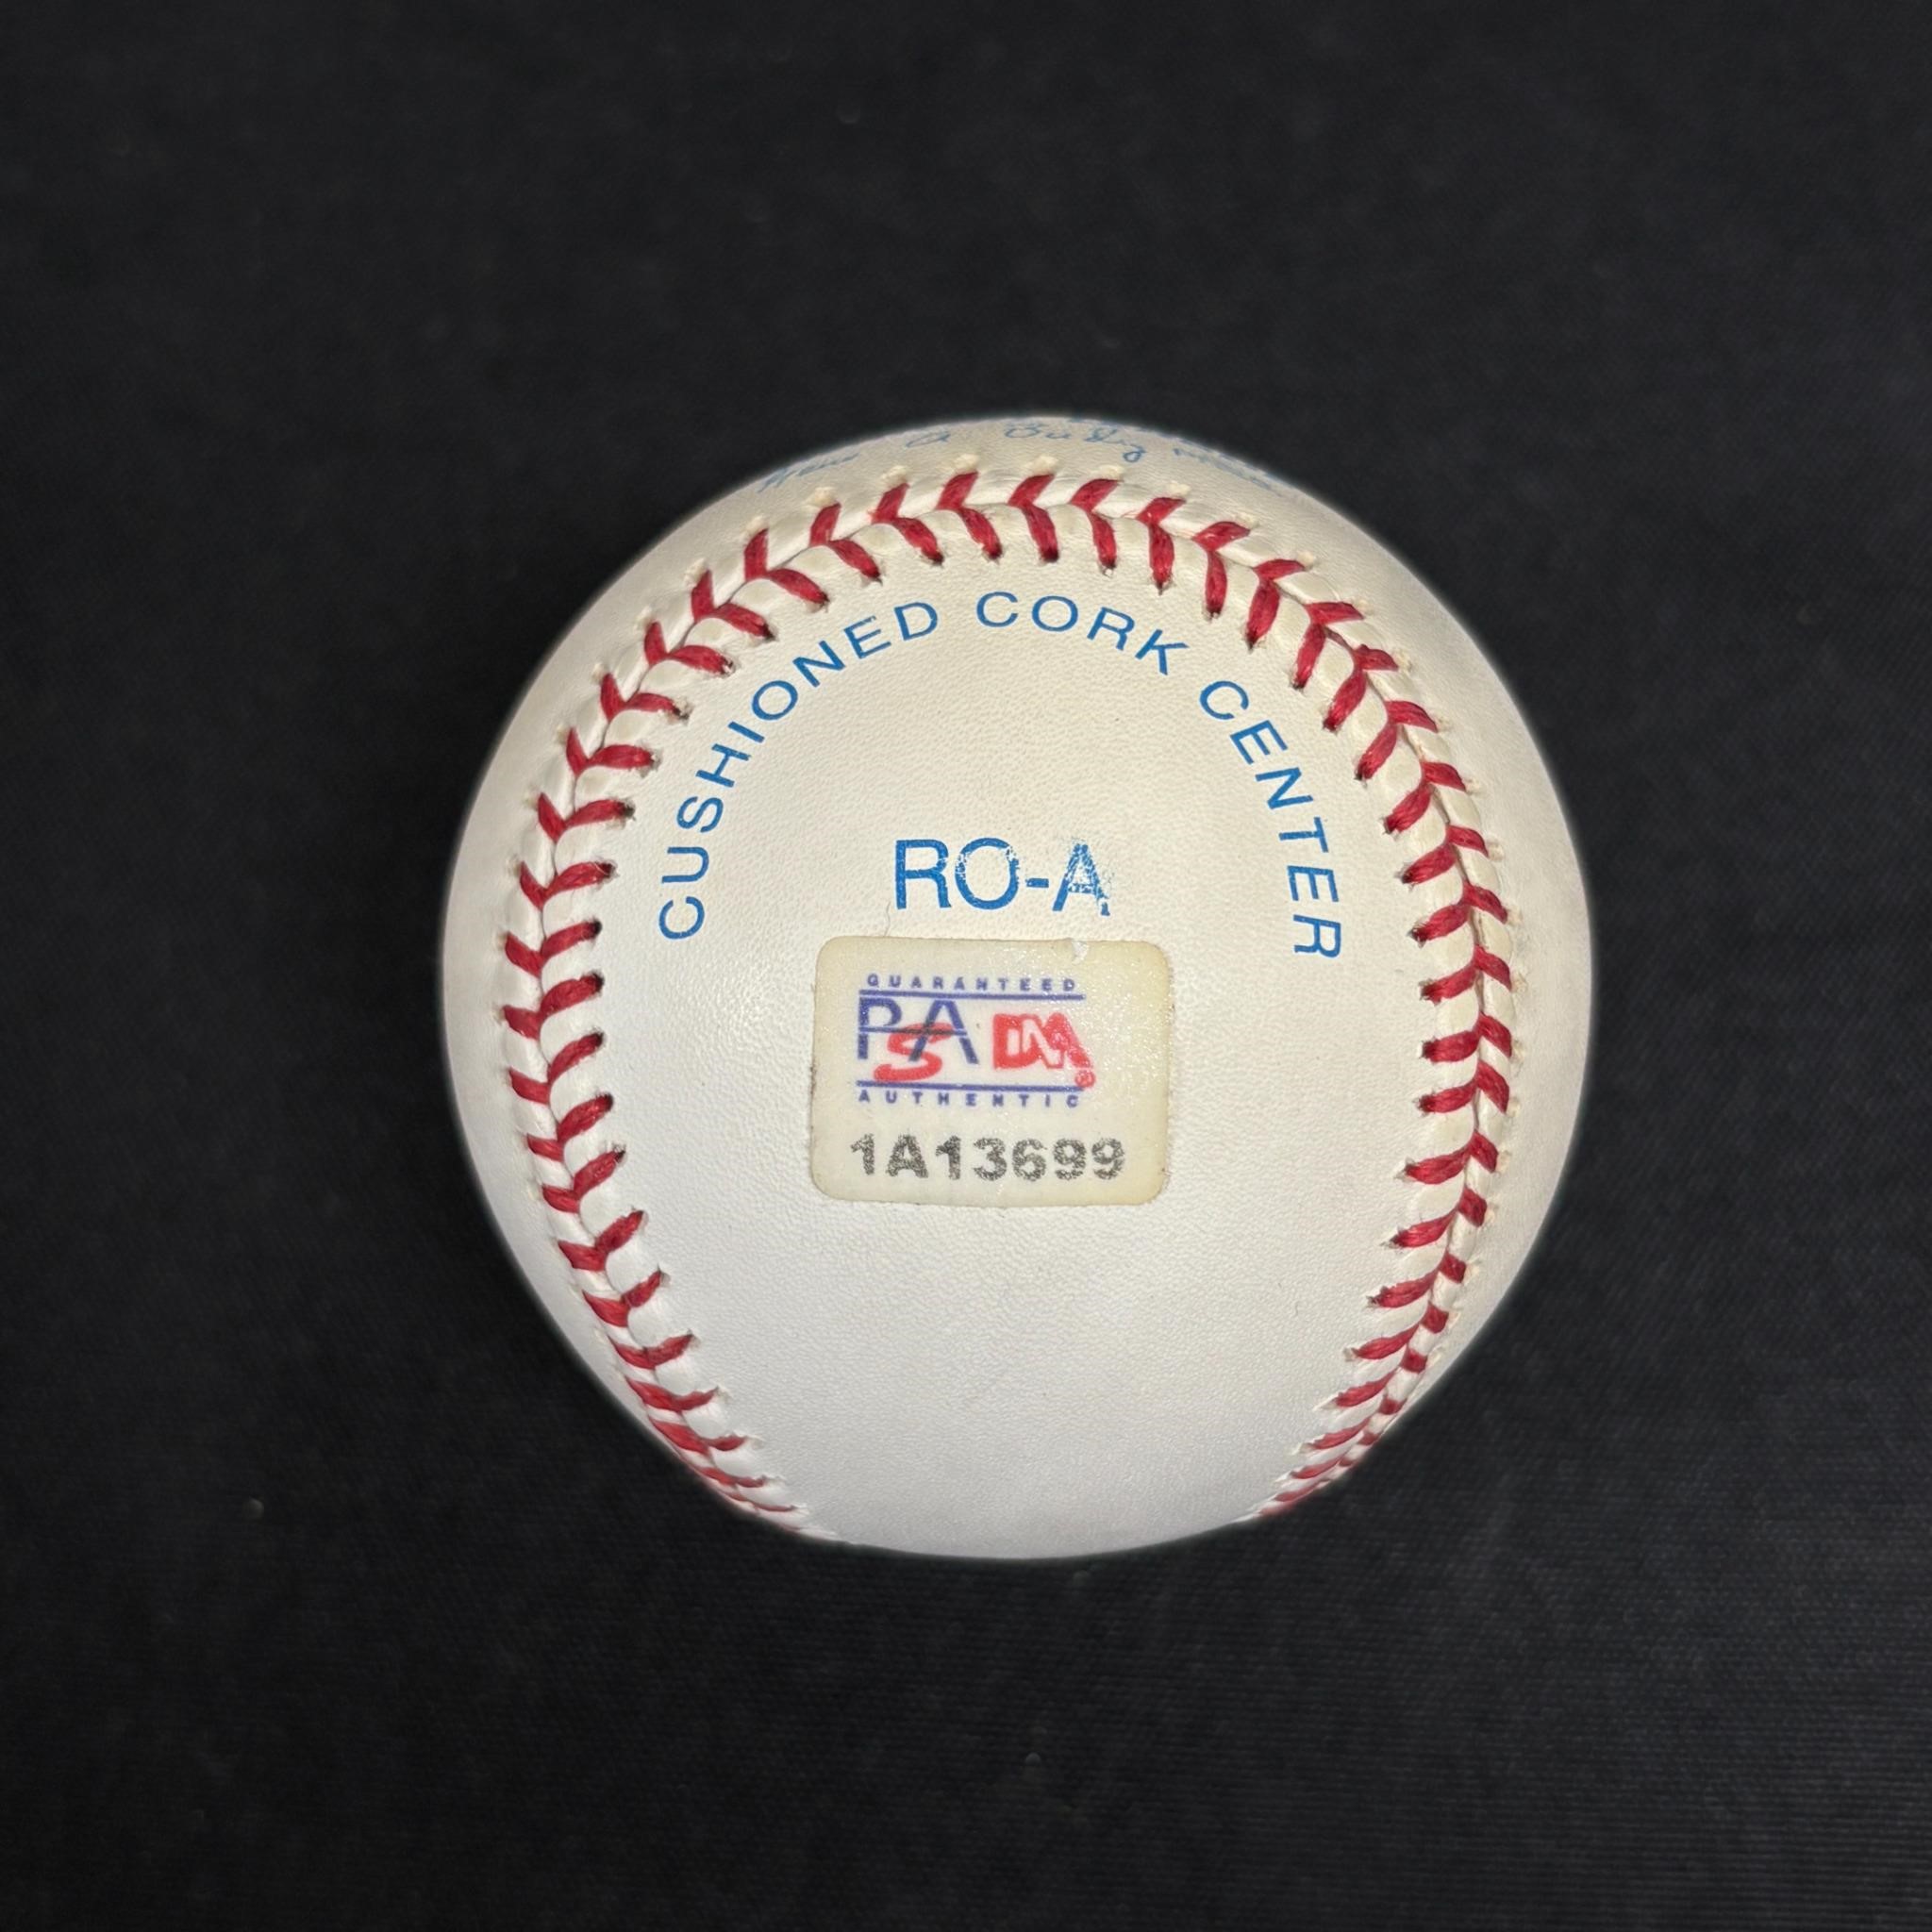 CUSHIONED CORK CENTER
RO-A
GUARANTEED
PSA DNA®
AUTHENTIC
1A13699